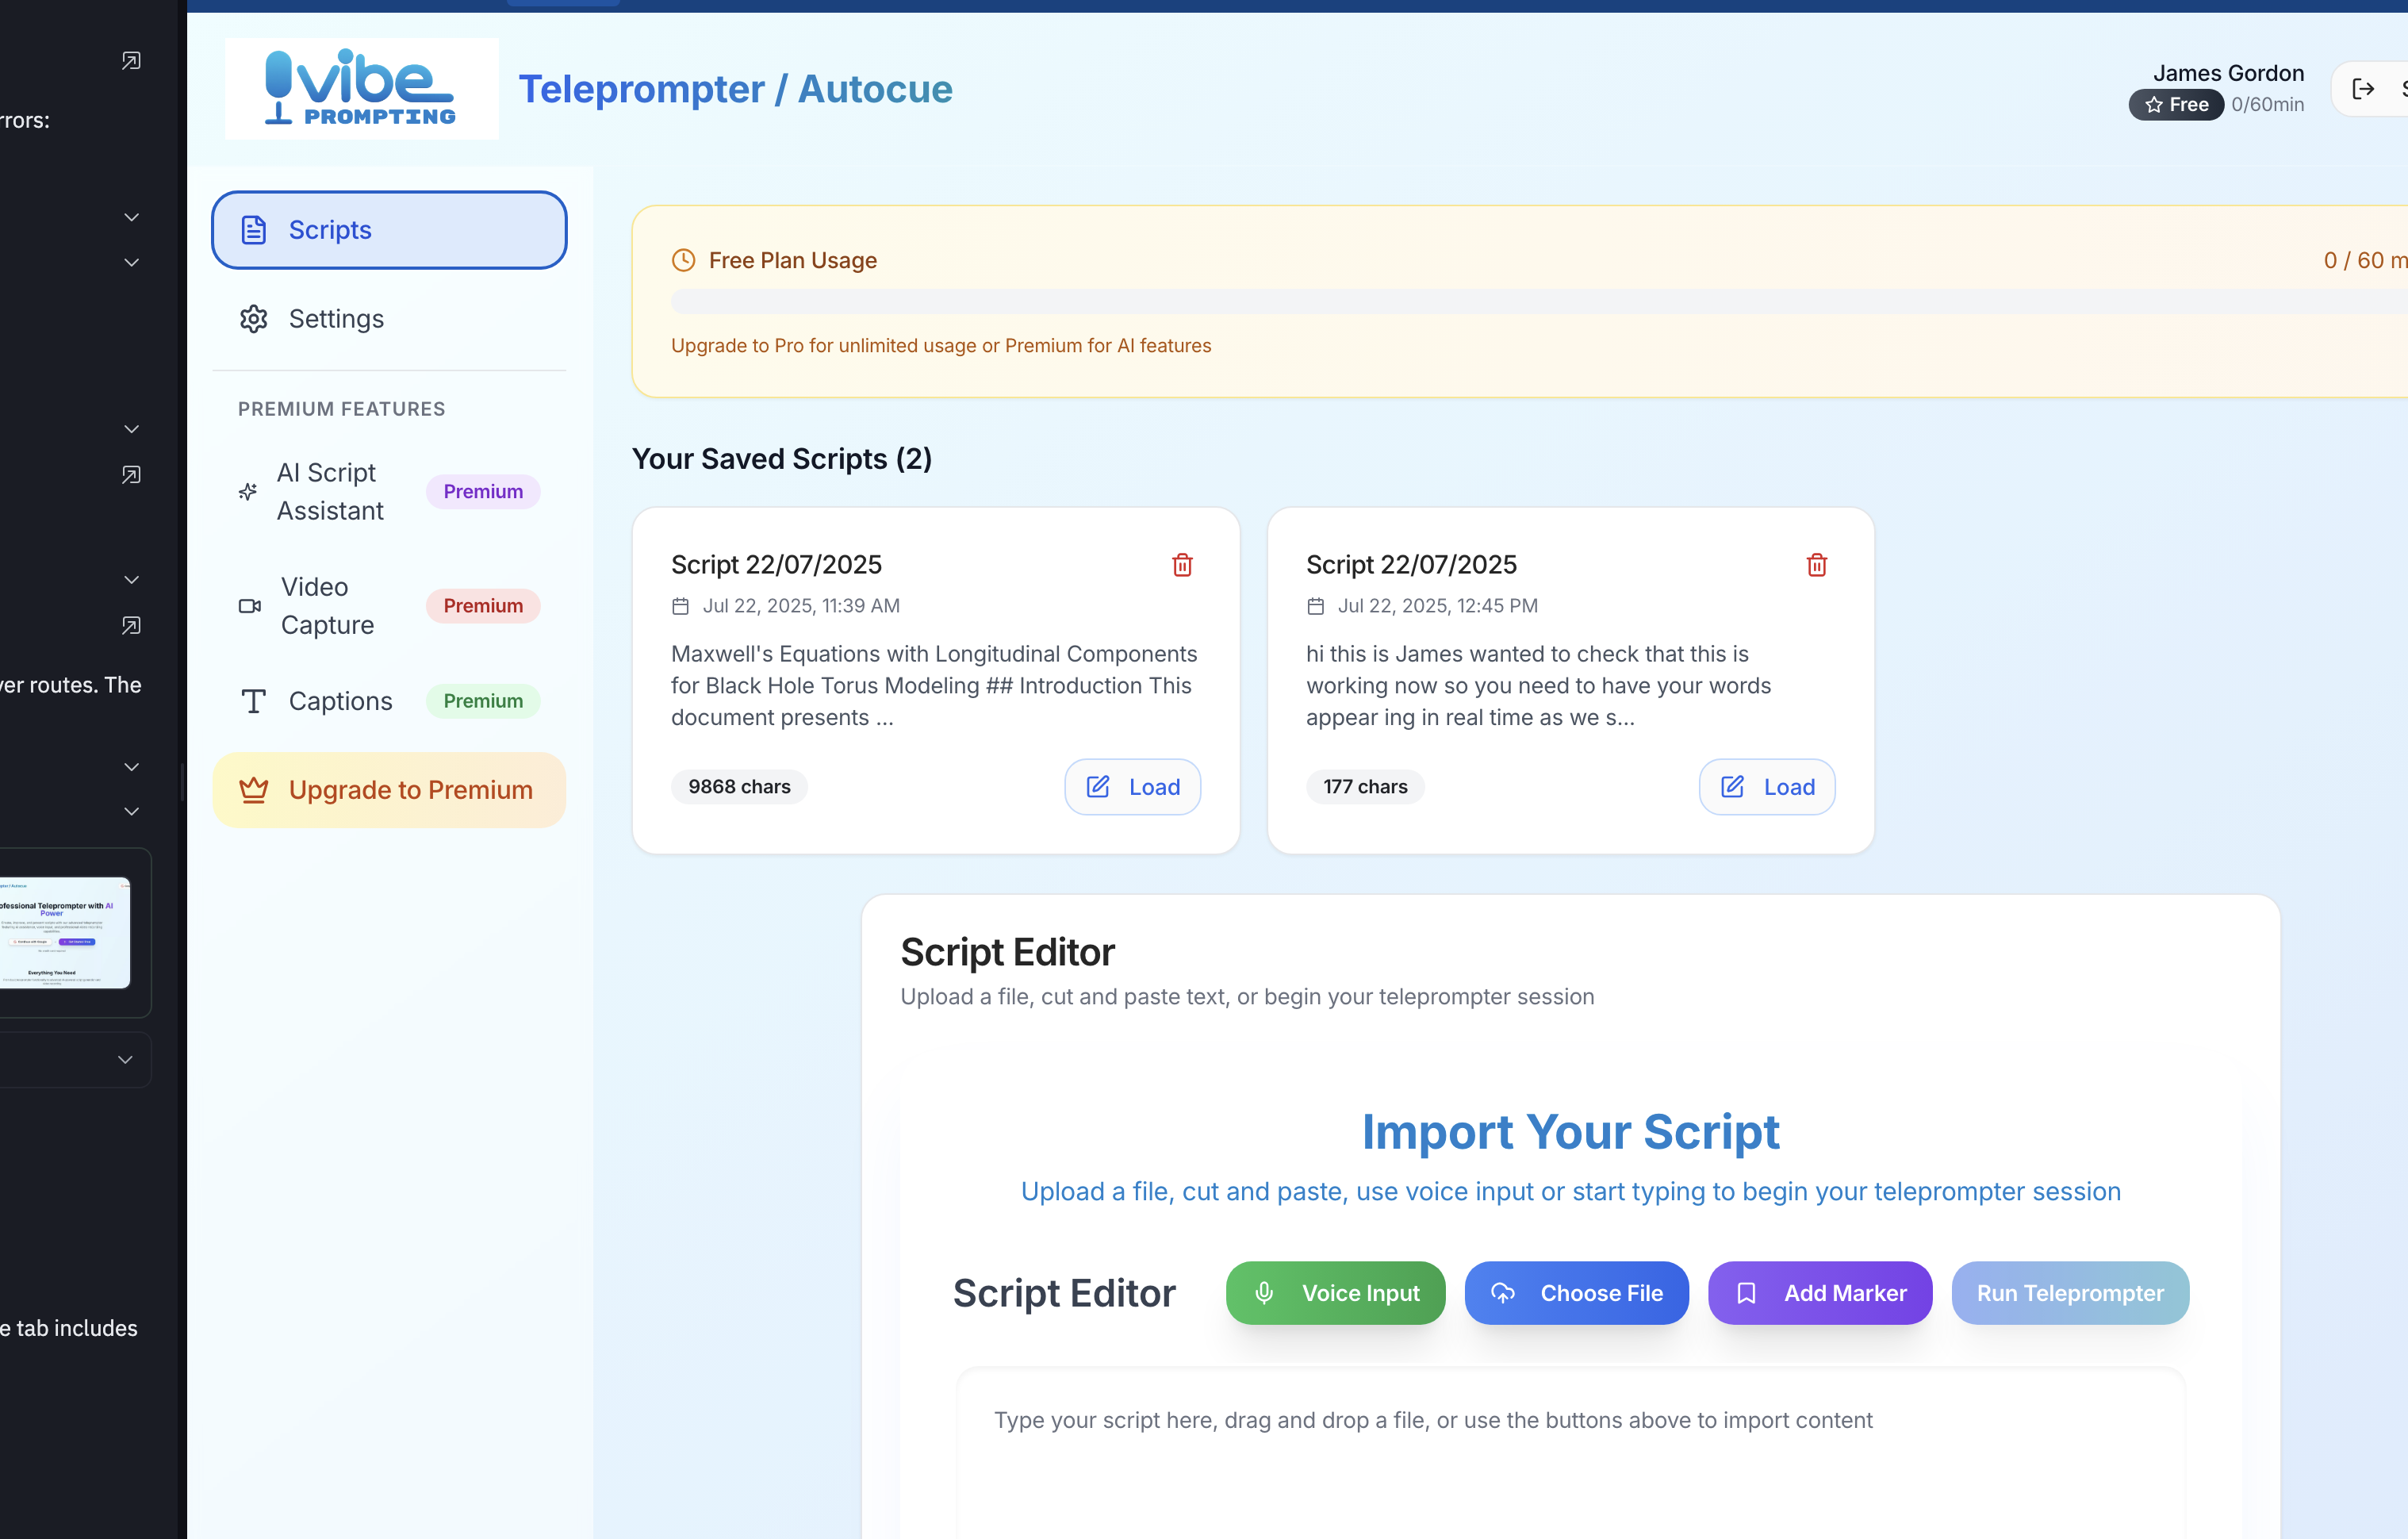 rrors:
ver routes. The
e tab includes
ofessional Teleprompter with AI
Power
Everything You Need
vibe
PROMPTING
Teleprompter / Autocue
James Gordon
Free 0/60min
Scripts
Settings
PREMIUM FEATURES
AI Script
Assistant
Premium
Video
Capture
Premium
Captions
Premium
Upgrade to Premium
Free Plan Usage
0 / 60 m
Upgrade to Pro for unlimited usage or Premium for AI features
Your Saved Scripts (2)
Script 22/07/2025
Jul 22, 2025, 11:39 AM
Maxwell's Equations with Longitudinal Components
for Black Hole Torus Modeling ## Introduction This
document presents ...
9868 chars
Load
Script 22/07/2025
Jul 22, 2025, 12:45 PM
hi this is James wanted to check that this is
working now so you need to have your words
appear ing in real time as we s...
177 chars
Load
Script Editor
Upload a file, cut and paste text, or begin your teleprompter session
Import Your Script
Upload a file, cut and paste, use voice input or start typing to begin your teleprompter session
Script Editor
Voice Input
Choose File
Add Marker
Run Teleprompter
Type your script here, drag and drop a file, or use the buttons above to import content